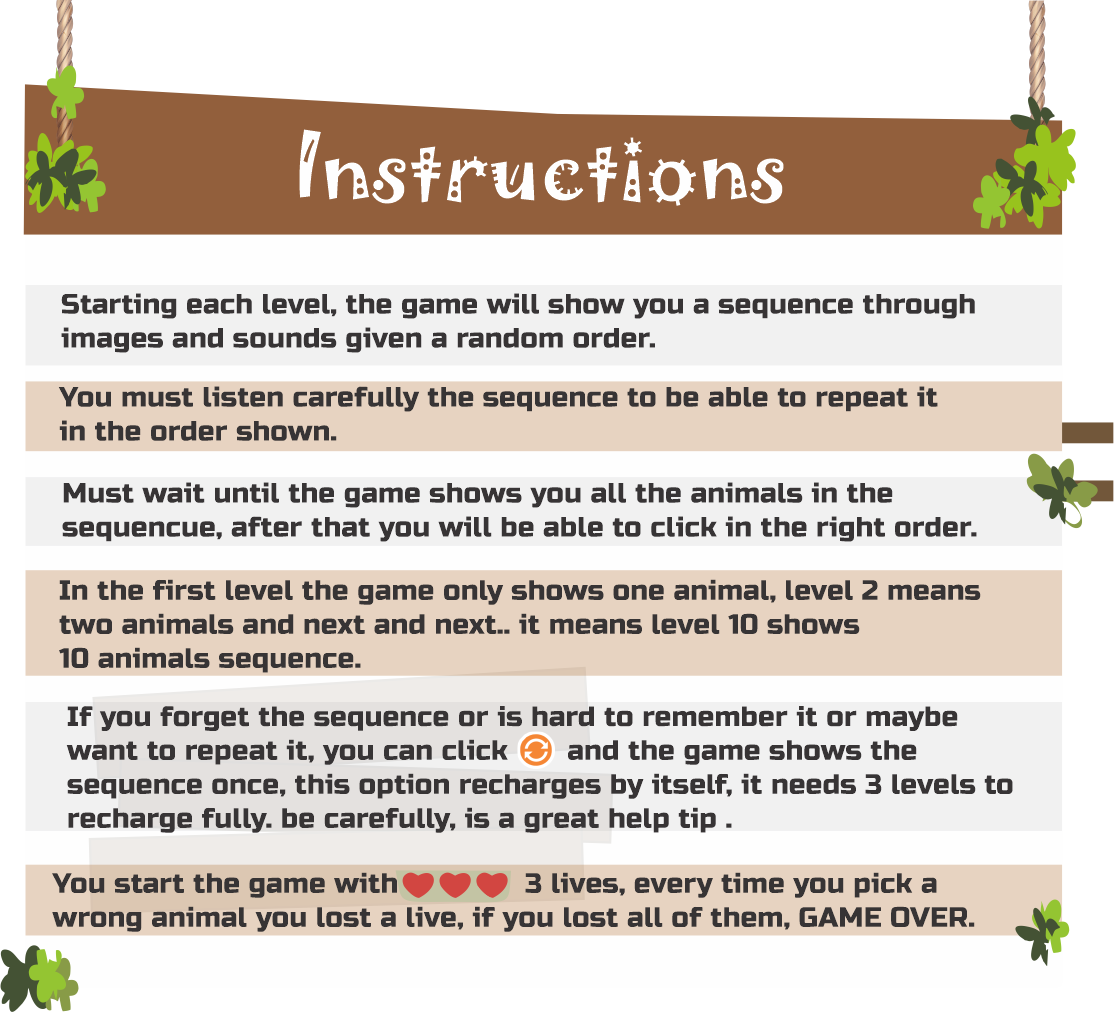 Instructions
Starting each level, the game will show you a sequence through
images and sounds given a random order.
You must listen carefully the sequence to be able to repeat it
in the order shown.
Must wait until the game shows you all the animals in the
sequencue, after that you will be able to click in the right order.
In the first level the game only shows one animal, level 2 means
two animals and next and next.. it means level 10 shows
10 animals sequence.
If you forget the sequence or is hard to remember it or maybe
want to repeat it, you can click and the game shows the
sequence once, this option recharges by itself, it needs 3 levels to
recharge fully. be carefully, is a great help tip .
You start the game with 3 lives, every time you pick a
wrong animal you lost a live, if you lost all of them, GAME OVER.